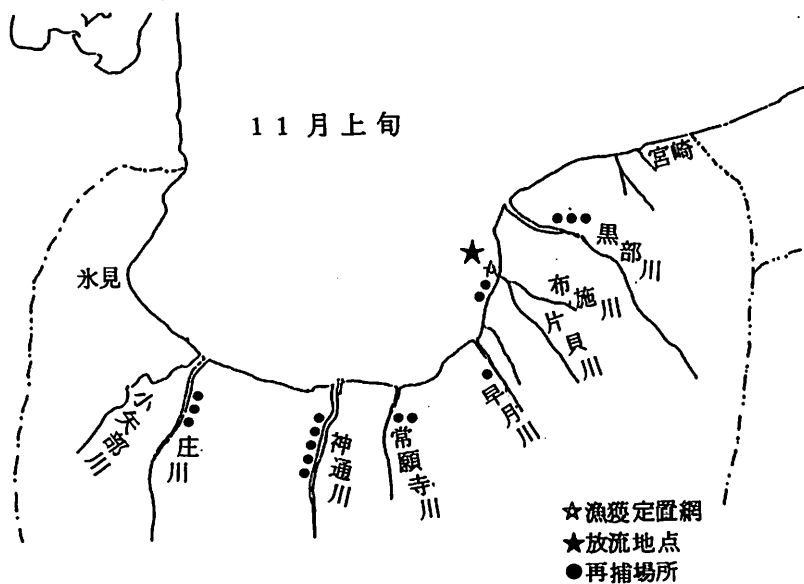 11月上旬
宮崎
黒部川
布施川
片貝川
氷見
早月川
小矢部川
庄川
神通川
常願寺川
☆漁獲定置網
★放流地点
●再捕場所